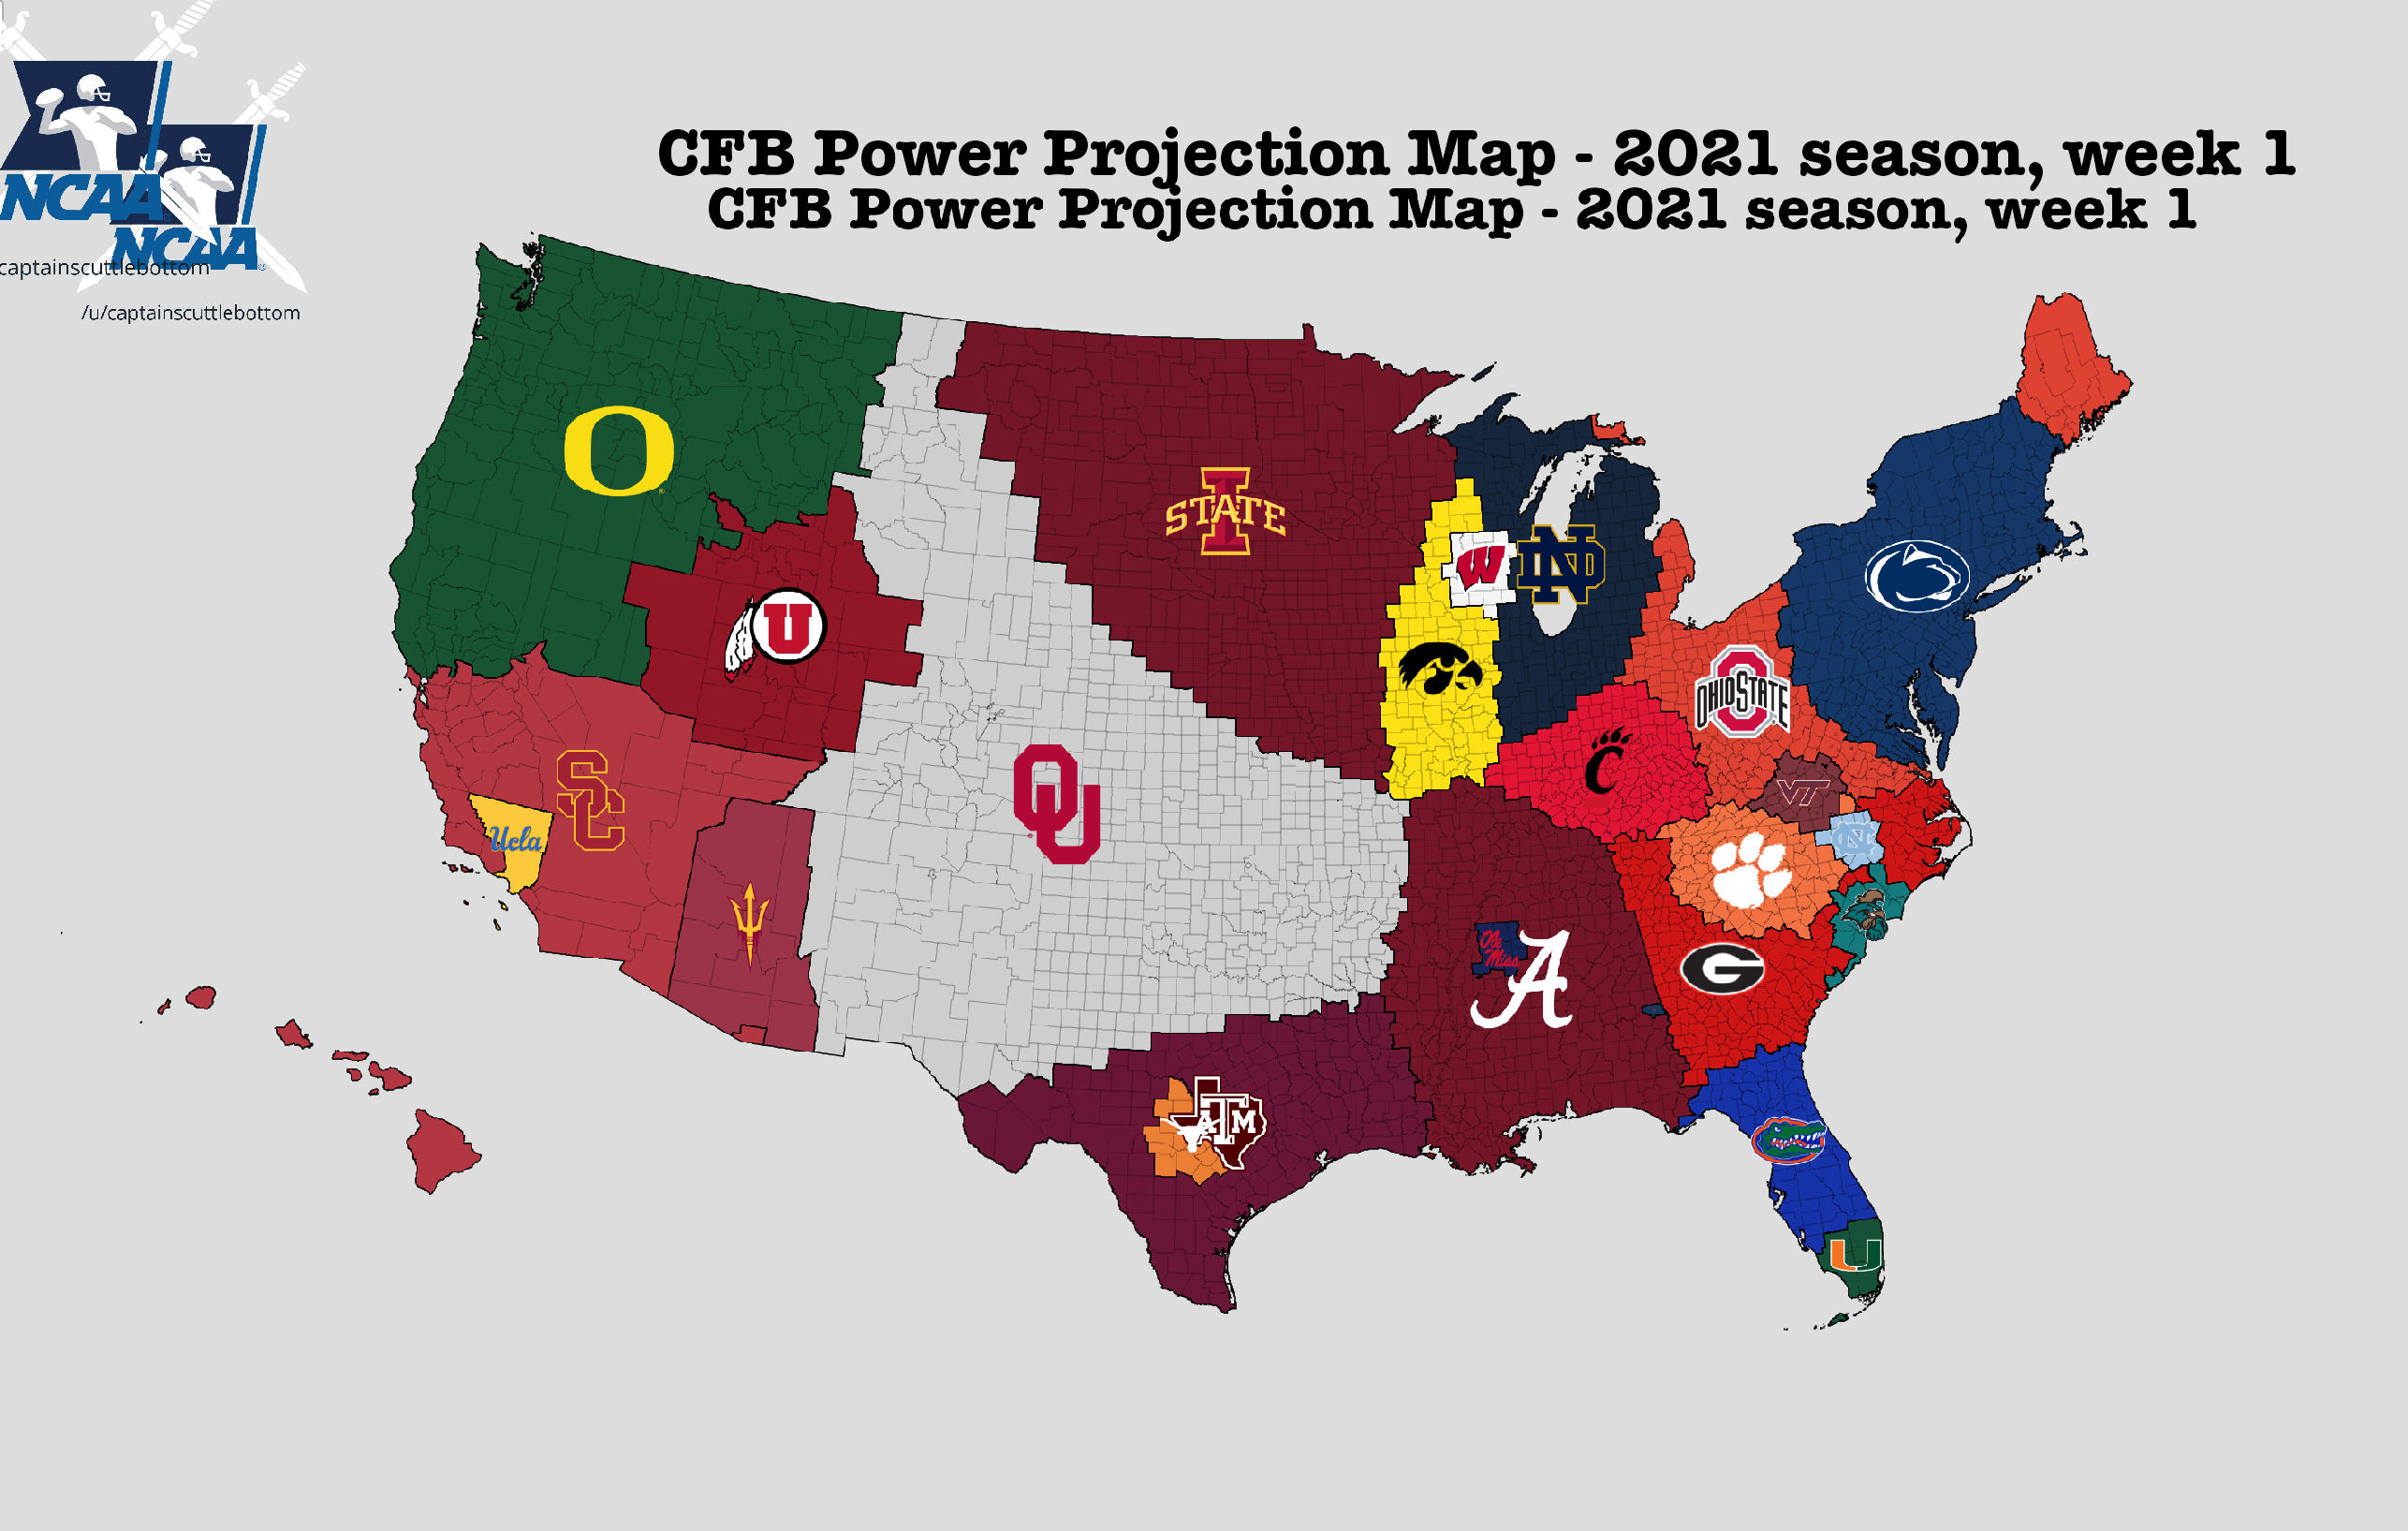 CFB Power Projection Map - 2021 season, week 1
CFB Power Projection Map - 2021 season, week 1
NCAA
NCAA
captainscuttlebottom
/u/captainscuttlebottom
O
STATE
I
W
ND
U
OHIO STATE
C
SC
Ucla
OU
VT
NC
Ole
Miss
A
G
ATM
U